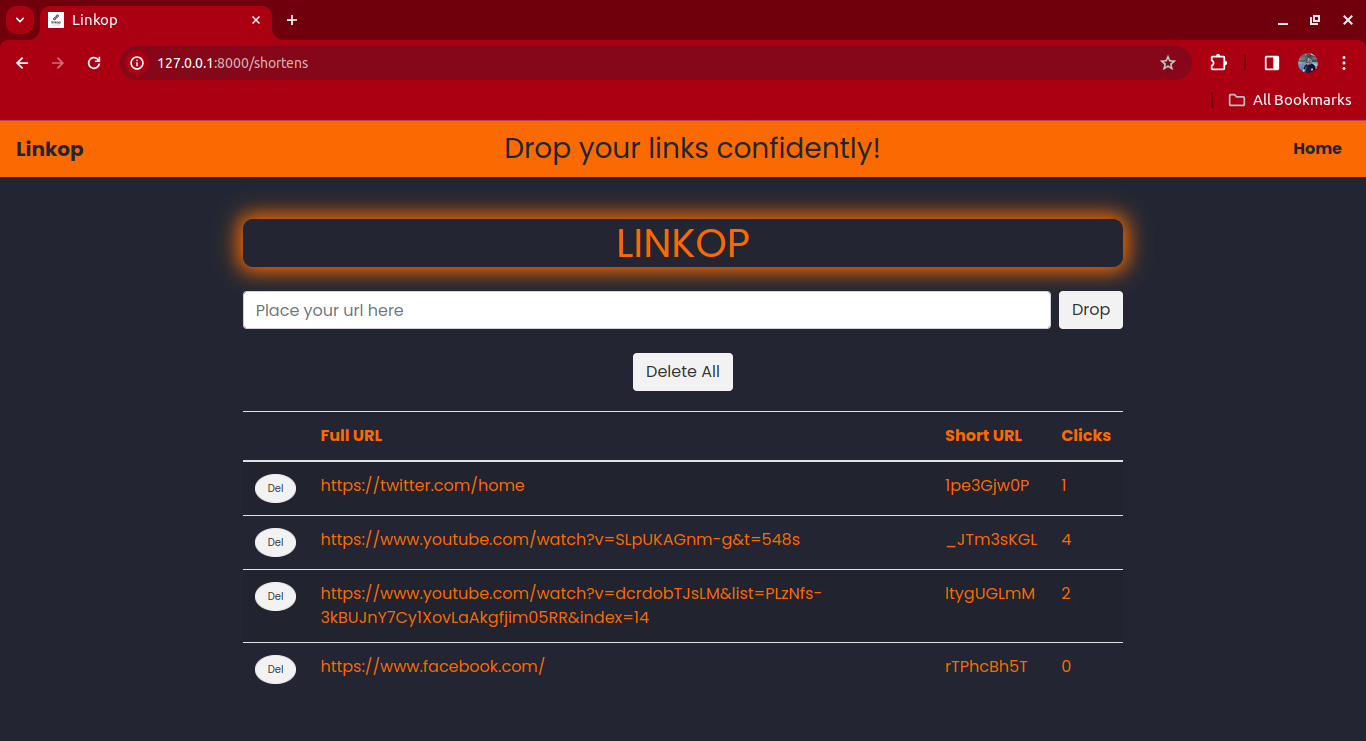 Linkop
127.0.0.1:8000/shortens
All Bookmarks
Linkop Drop your links confidently! Home
LINKOP
Place your url here Drop
Delete All
Full URL Short URL Clicks
Del https://twitter.com/home 1pe3Gjw0P 1
Del https://www.youtube.com/watch?v=SLpUKAGnm-g&t=548s _JTm3sKGL 4
Del https://www.youtube.com/watch?v=dcrdobTJsLM&list=PLzNfs- ltygUGLmM 2
3kBUJnY7Cy1XovLaAkgfjim05RR&index=14
Del https://www.facebook.com/ rTPhcBh5T 0